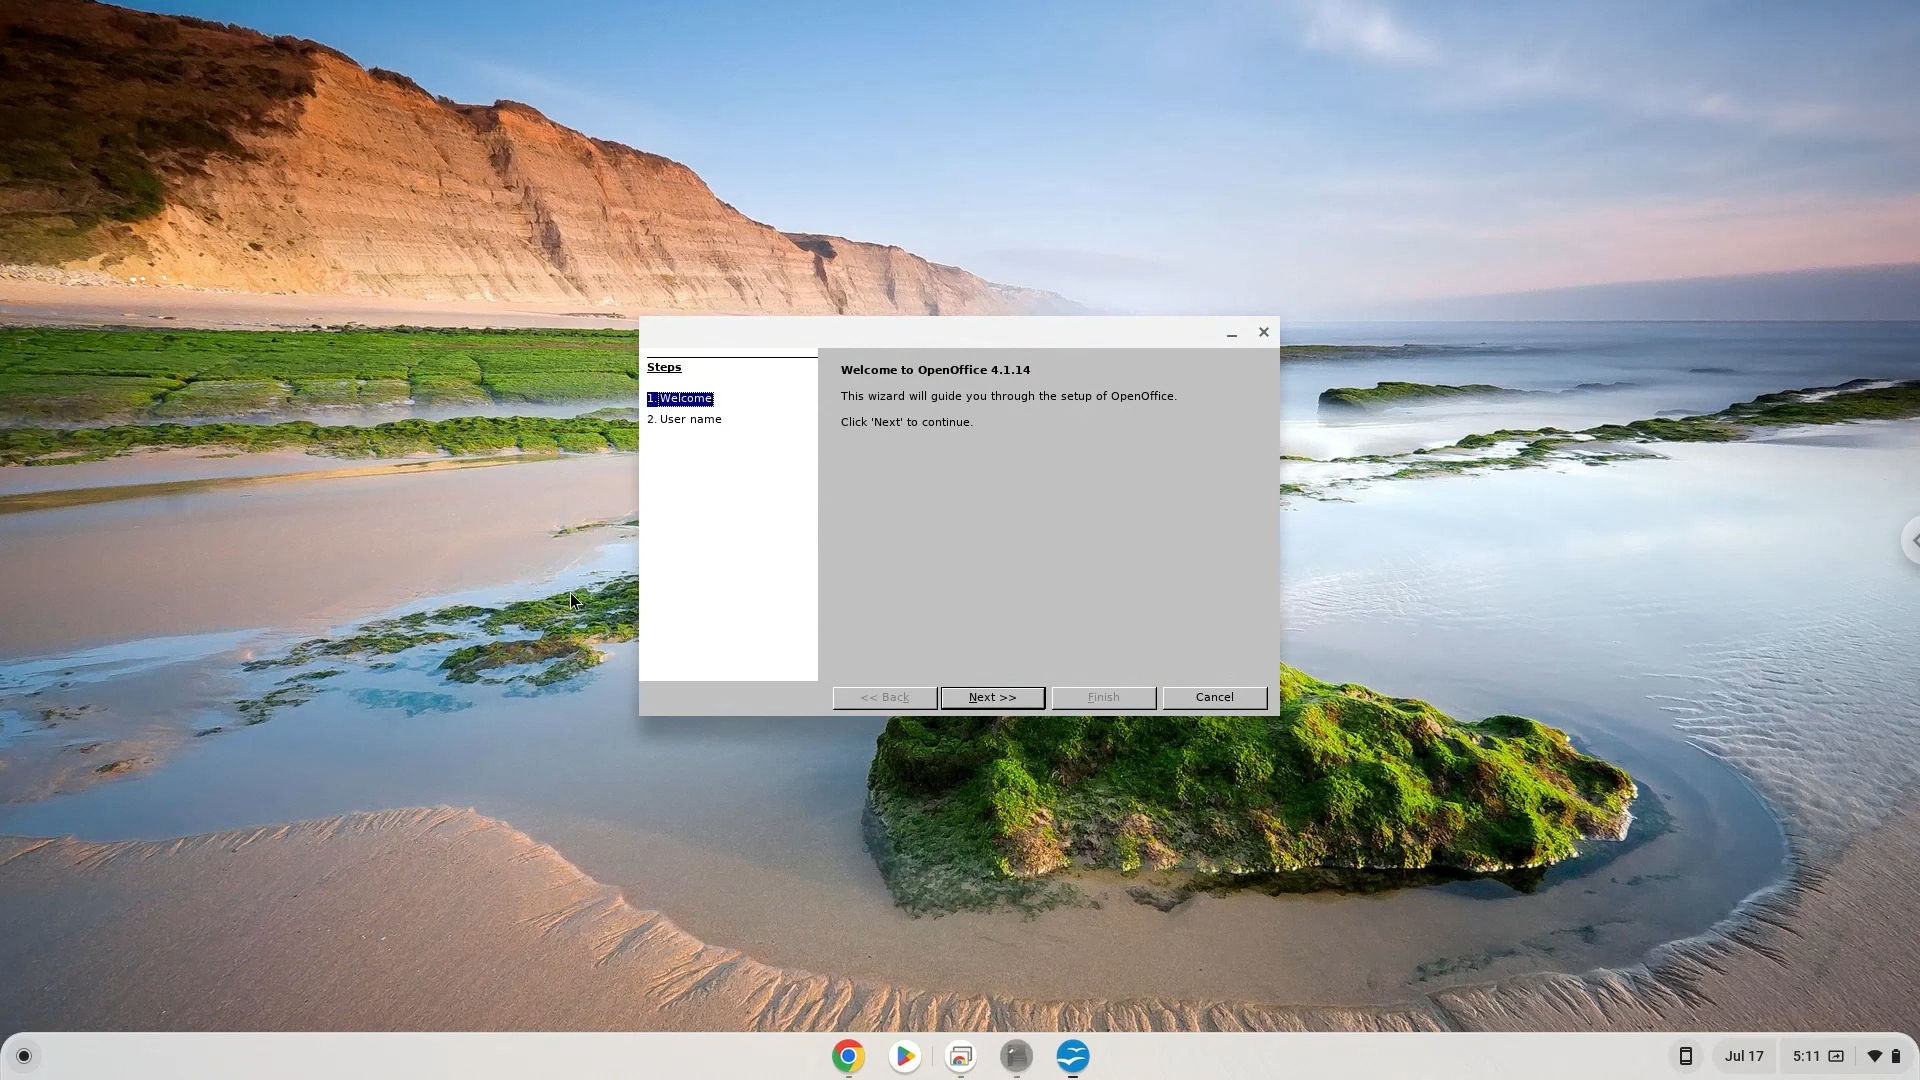 Steps
1. Welcome
2. User name
Welcome to OpenOffice 4.1.14
This wizard will guide you through the setup of OpenOffice.
Click 'Next' to continue.
<< Back
Next >>
Finish
Cancel
Jul 17
5:11